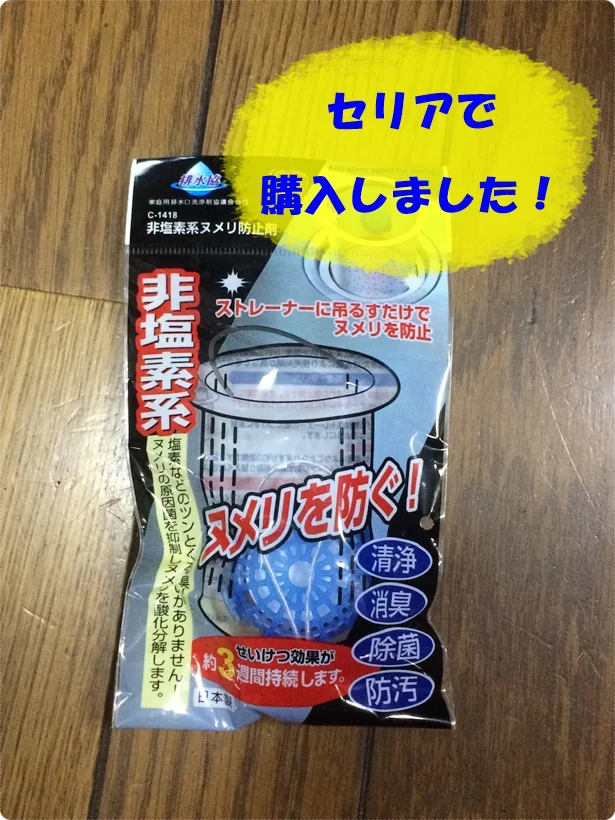 セリアで
購入しました！
排水協
家庭用排水口洗浄剤協議会会員
C-1418
非塩素系ヌメリ防止剤
非塩素系
ストレーナーに吊るすだけで
ヌメリを防止
塩素などのツンとくる臭いがありません！
ヌメリの原因菌を抑制しヌメリを酸化分解します。
ヌメリを防ぐ！
清浄
消臭
除菌
防汚
せいけつ効果が
約3週間持続します。
日本製